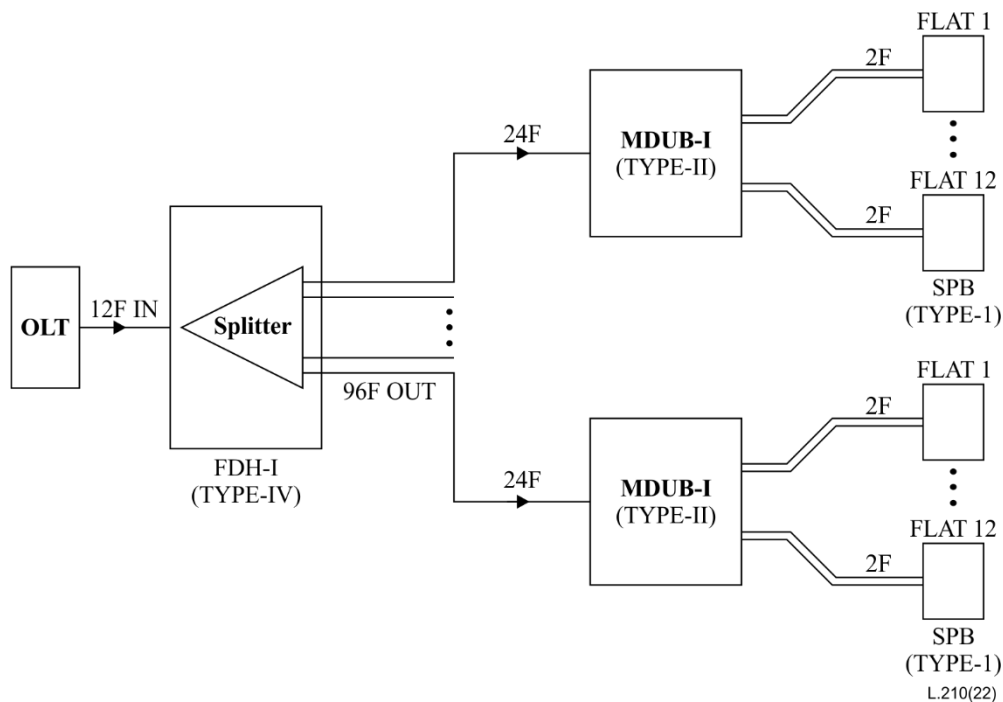 OLT
12F IN
Splitter
96F OUT
FDH-I
(TYPE-IV)
24F
MDUB-I
(TYPE-II)
2F
FLAT 1
2F
FLAT 12
SPB
(TYPE-1)
24F
MDUB-I
(TYPE-II)
2F
FLAT 1
2F
FLAT 12
SPB
(TYPE-1)
L.210(22)